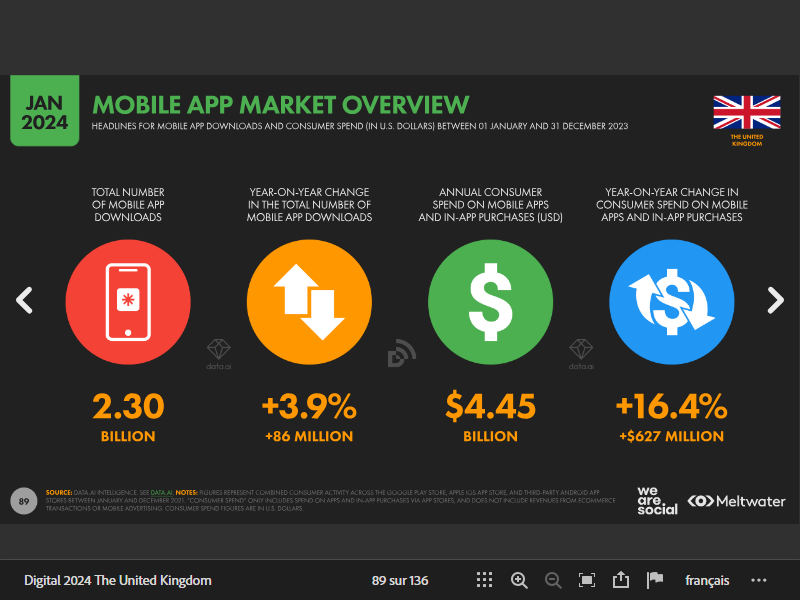 JAN
2024
MOBILE APP MARKET OVERVIEW
HEADLINES FOR MOBILE APP DOWNLOADS AND CONSUMER SPEND (IN U.S. DOLLARS) BETWEEN 01 JANUARY AND 31 DECEMBER 2023
THE UNITED
KINGDOM
TOTAL NUMBER
OF MOBILE APP
DOWNLOADS
YEAR-ON-YEAR CHANGE
IN THE TOTAL NUMBER OF
MOBILE APP DOWNLOADS
ANNUAL CONSUMER
SPEND ON MOBILE APPS
AND IN-APP PURCHASES (USD)
YEAR-ON-YEAR CHANGE IN
CONSUMER SPEND ON MOBILE
APPS AND IN-APP PURCHASES
$
$
data.ai
data.ai
2.30
BILLION
+3.9%
+86 MILLION
$4.45
BILLION
+16.4%
+$627 MILLION
89
SOURCE: DATA.AI INTELLIGENCE. SEE DATA.AI. NOTES: FIGURES REPRESENT COMBINED CONSUMER ACTIVITY ACROSS THE GOOGLE PLAY STORE, APPLE IOS APP STORE, AND THIRD-PARTY ANDROID APP
STORES BETWEEN JANUARY AND DECEMBER 2021. "CONSUMER SPEND" ONLY INCLUDES SPEND ON APPS AND IN-APP PURCHASES VIA APP STORES, AND DOES NOT INCLUDE REVENUES FROM ECOMMERCE
TRANSACTIONS OR MOBILE ADVERTISING. CONSUMER SPEND FIGURES ARE IN U.S. DOLLARS.
we
are.
social
Meltwater
Digital 2024 The United Kingdom
89 sur 136
français